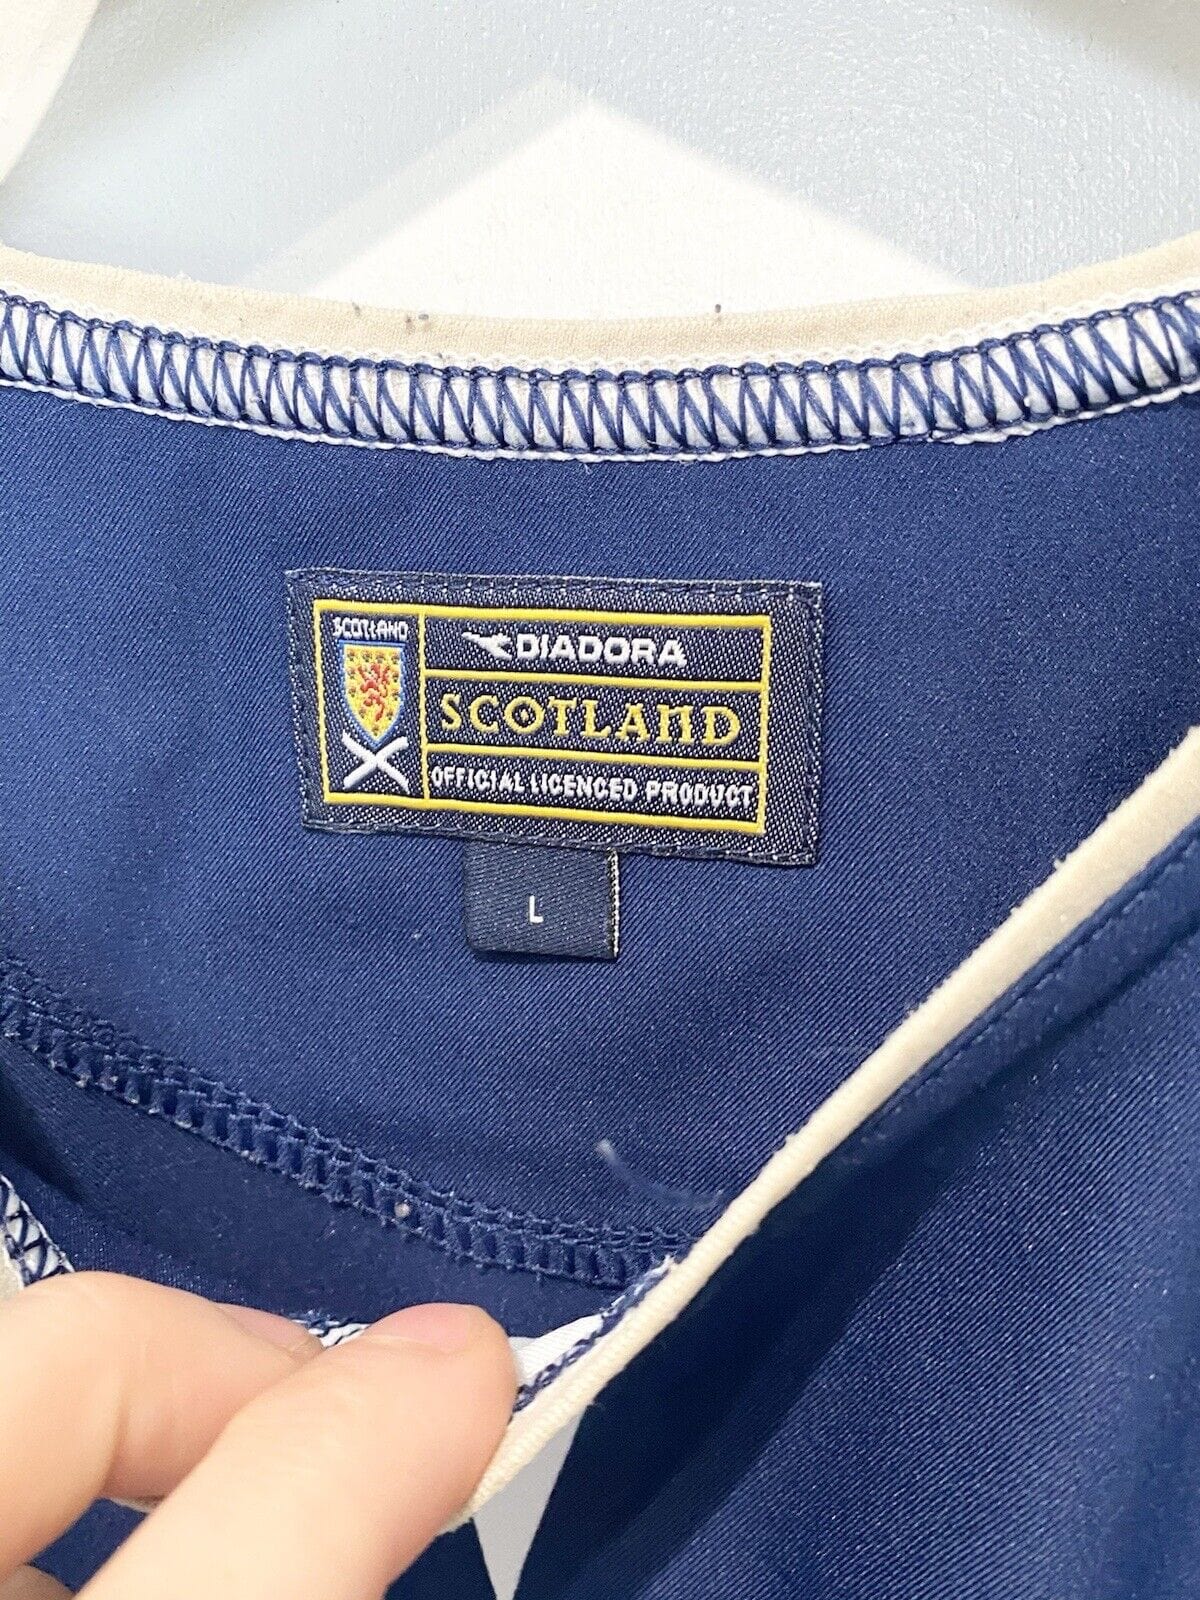 SCOTLAND
DIADORA
SCOTLAND
OFFICIAL LICENCED PRODUCT
L